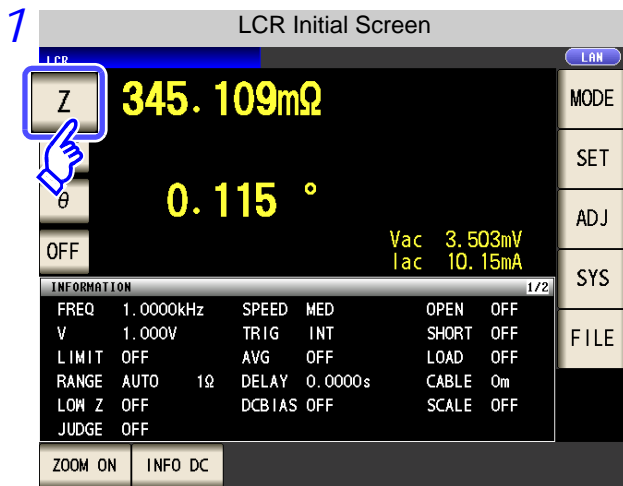 1 LCR Initial Screen
LCR LAN
Z 345.109mΩ MODE
SET
θ 0.115 ° ADJ
OFF Vac 3.503mV
Iac 10.15mA SYS
INFORMATION 1/2
FREQ 1.0000kHz SPEED MED OPEN OFF
V 1.000V TRIG INT SHORT OFF FILE
LIMIT OFF AVG OFF LOAD OFF
RANGE AUTO 1Ω DELAY 0.0000s CABLE 0m
LOW Z OFF DCBIAS OFF SCALE OFF
JUDGE OFF
ZOOM ON INFO DC